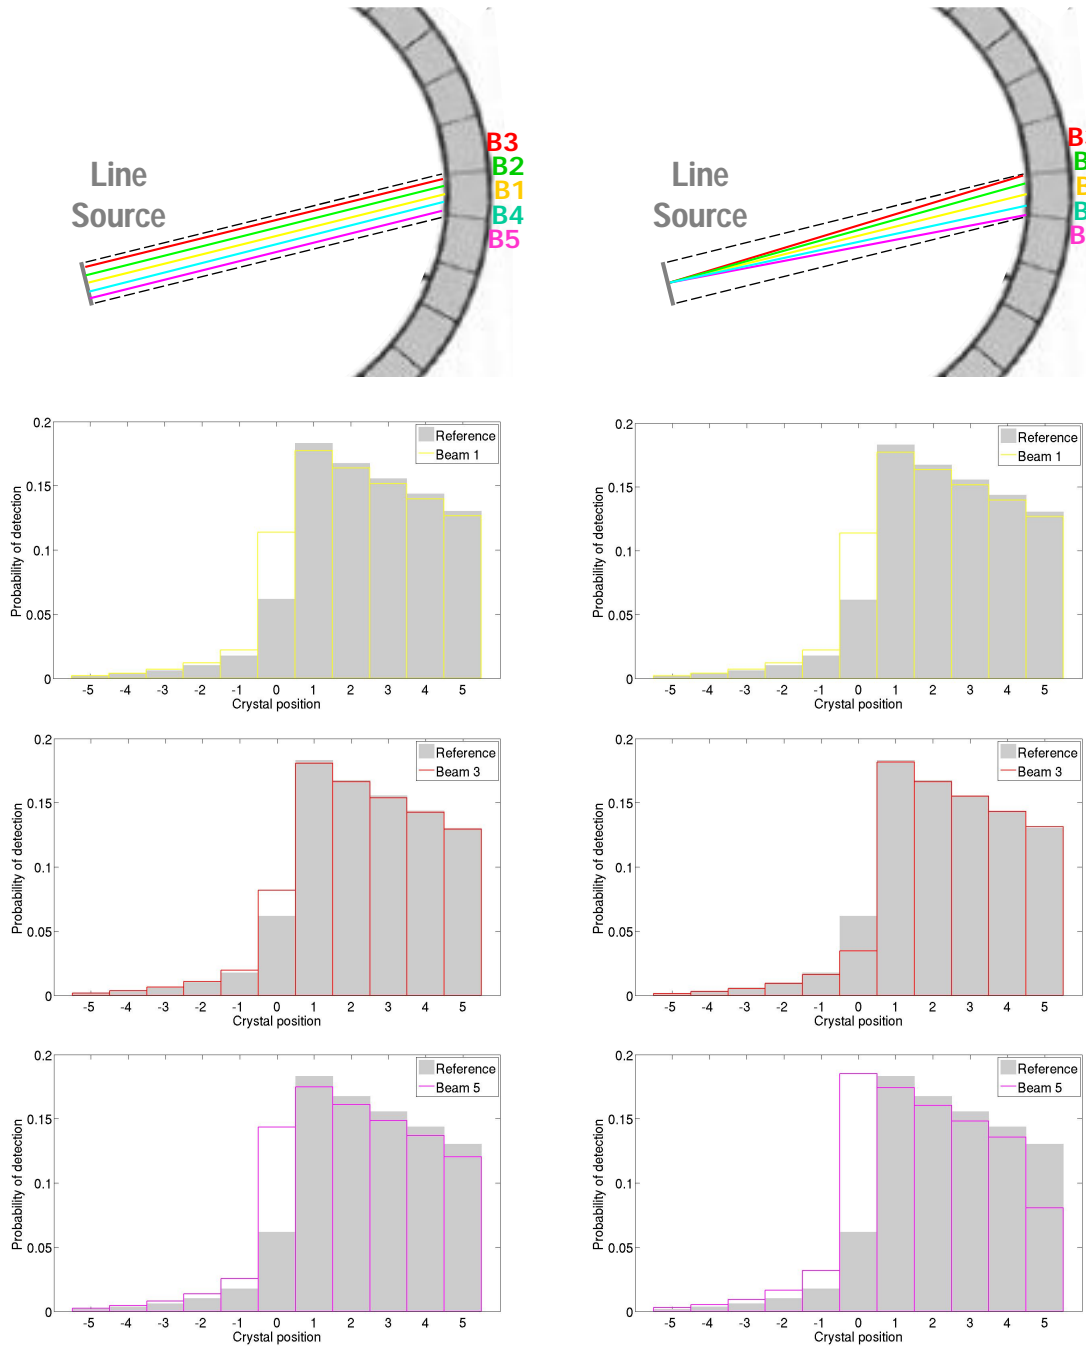 B3
B2
B1
B4
B5
Line
Source
B
B
B
B
Line
Source
0.2
0.15
0.1
0.05
0
Probability of detection
Reference
Beam 1
-5 -4 -3 -2 -1 0 1 2 3 4 5
Crystal position
0.2
0.15
0.1
0.05
0
Probability of detection
Reference
Beam 1
-5 -4 -3 -2 -1 0 1 2 3 4 5
Crystal position
0.2
0.15
0.1
0.05
0
Probability of detection
Reference
Beam 3
-5 -4 -3 -2 -1 0 1 2 3 4 5
Crystal position
0.2
0.15
0.1
0.05
0
Probability of detection
Reference
Beam 3
-5 -4 -3 -2 -1 0 1 2 3 4 5
Crystal position
0.2
0.15
0.1
0.05
0
Probability of detection
Reference
Beam 5
-5 -4 -3 -2 -1 0 1 2 3 4 5
Crystal position
0.2
0.15
0.1
0.05
0
Probability of detection
Reference
Beam 5
-5 -4 -3 -2 -1 0 1 2 3 4 5
Crystal position